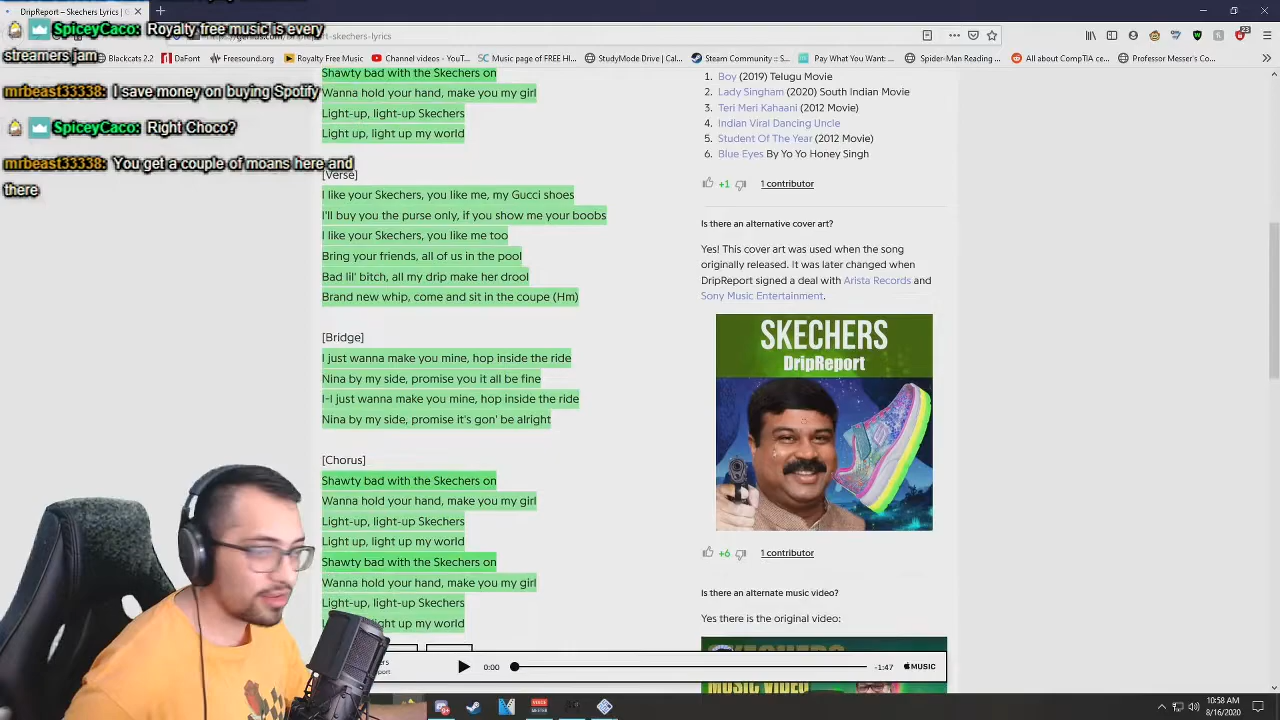 DripReport – Skechers Lyrics |
SpiceyCaco: Royalty free music is every
streamers jam
mrbeast33338: I save money on buying Spotify
SpiceyCaco: Right Choco?
mrbeast33338: You get a couple of moans here and
there
genius.com/Dripreport-skechers-lyrics
23
Blackcats 2.2
DaFont
Freesound.org
Royalty Free Music
Channel videos - YouT...
Music page of FREE HI...
StudyMode Drive | Cal...
Steam community
Pay What You Want: ...
Spider-Man Reading ...
All about CompTIA ce...
Professor Messer's Co...
Shawty bad with the Skechers on
Wanna hold your hand, make you my girl
Light-up, light-up Skechers
Light up, light up my world
[Verse]
I like your Skechers, you like me, my Gucci shoes
I'll buy you the purse only, if you show me your boobs
I like your Skechers, you like me too
Bring your friends, all of us in the pool
Bad lil' bitch, all my drip make her drool
Brand new whip, come and sit in the coupe (Hm)
[Bridge]
I just wanna make you mine, hop inside the ride
Nina by my side, promise you it all be fine
I-I just wanna make you mine, hop inside the ride
Nina by my side, promise it's gon' be alright
[Chorus]
Shawty bad with the Skechers on
Wanna hold your hand, make you my girl
Light-up, light-up Skechers
Light up, light up my world
Shawty bad with the Skechers on
Wanna hold your hand, make you my girl
Light-up, light-up Skechers
ght up my world
1. Boy (2019) Telugu Movie
2. Lady Singham (2020) South Indian Movie
3. Teri Meri Kahaani (2012 Movie)
4. Indian Viral Dancing Uncle
5. Student Of The Year (2012 Movie)
6. Blue Eyes By Yo Yo Honey Singh
+1
1 contributor
Is there an alternative cover art?
Yes! This cover art was used when the song
originally released. It was later changed when
DripReport signed a deal with Arista Records and
Sony Music Entertainment.
SKECHERS
DripReport
+6
1 contributor
Is there an alternate music video?
Yes there is the original video:
SKECHERS
MUSIC VIDEO
ers
eport
0:00
-1:47
MUSIC
10:58 AM
8/16/2020